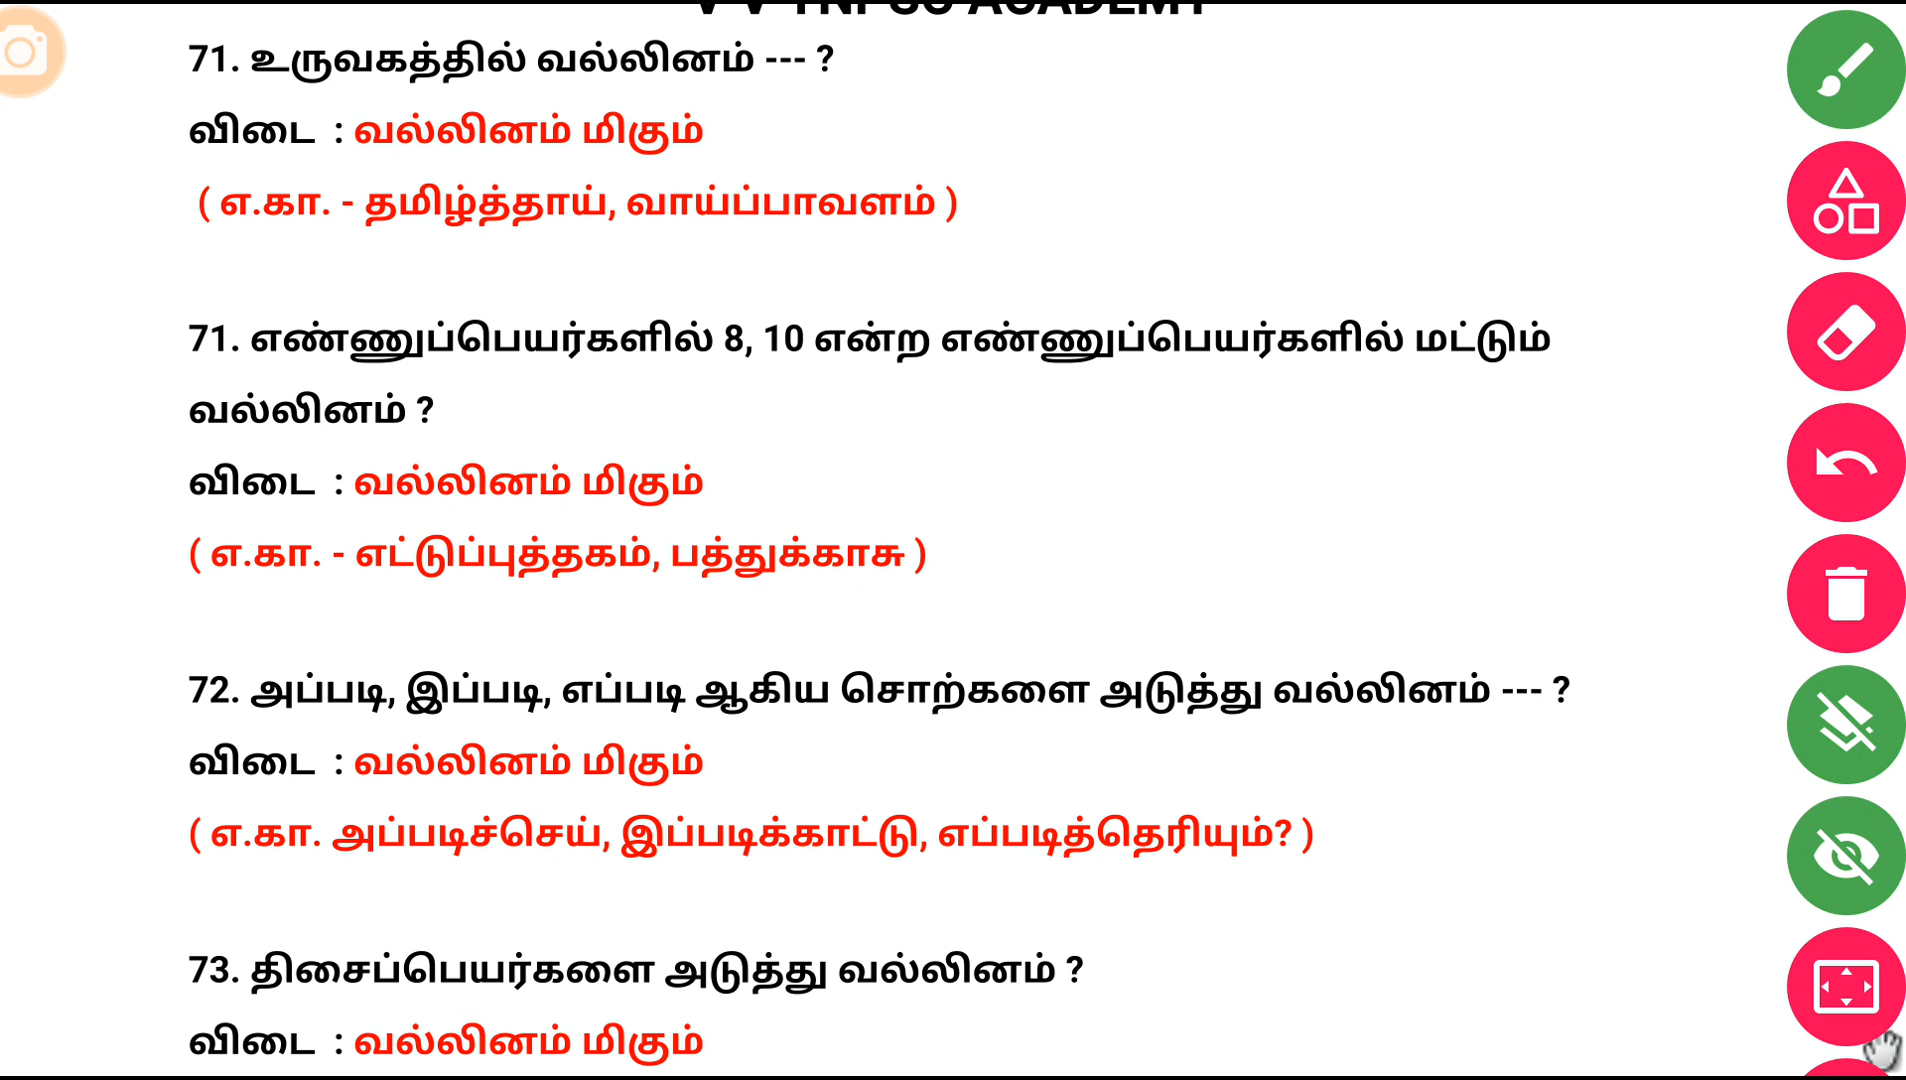 V V TNPSC ACADEMY
71. உருவகத்தில் வல்லினம் --- ?
விடை : வல்லினம் மிகும்
( எ.கா. - தமிழ்த்தாய், வாய்ப்பாவளம் )
71. எண்ணுப்பெயர்களில் 8, 10 என்ற எண்ணுப்பெயர்களில் மட்டும்
வல்லினம் ?
விடை : வல்லினம் மிகும்
( எ.கா. - எட்டுப்புத்தகம், பத்துக்காசு )
72. அப்படி, இப்படி, எப்படி ஆகிய சொற்களை அடுத்து வல்லினம் --- ?
விடை : வல்லினம் மிகும்
( எ.கா. அப்படிச்செய், இப்படிக்காட்டு, எப்படித்தெரியும்? )
73. திசைப்பெயர்களை அடுத்து வல்லினம் ?
விடை : வல்லினம் மிகும்